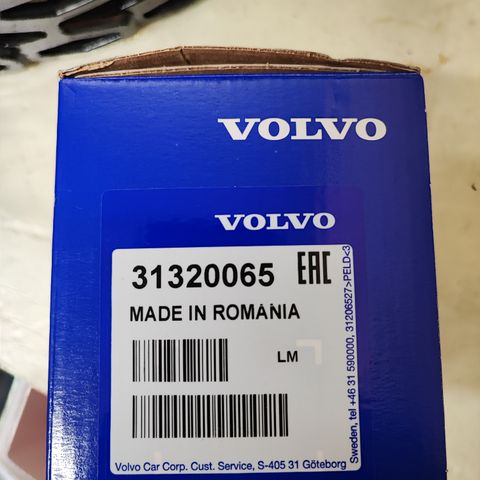 VOLVO
VOLVO
31320065 EAC
MADE IN ROMANIA
LM
Volvo Car Corp. Cust. Service, S-405 31 Göteborg
Sweden, tel +46 31 590000, 31206527>PELD<3